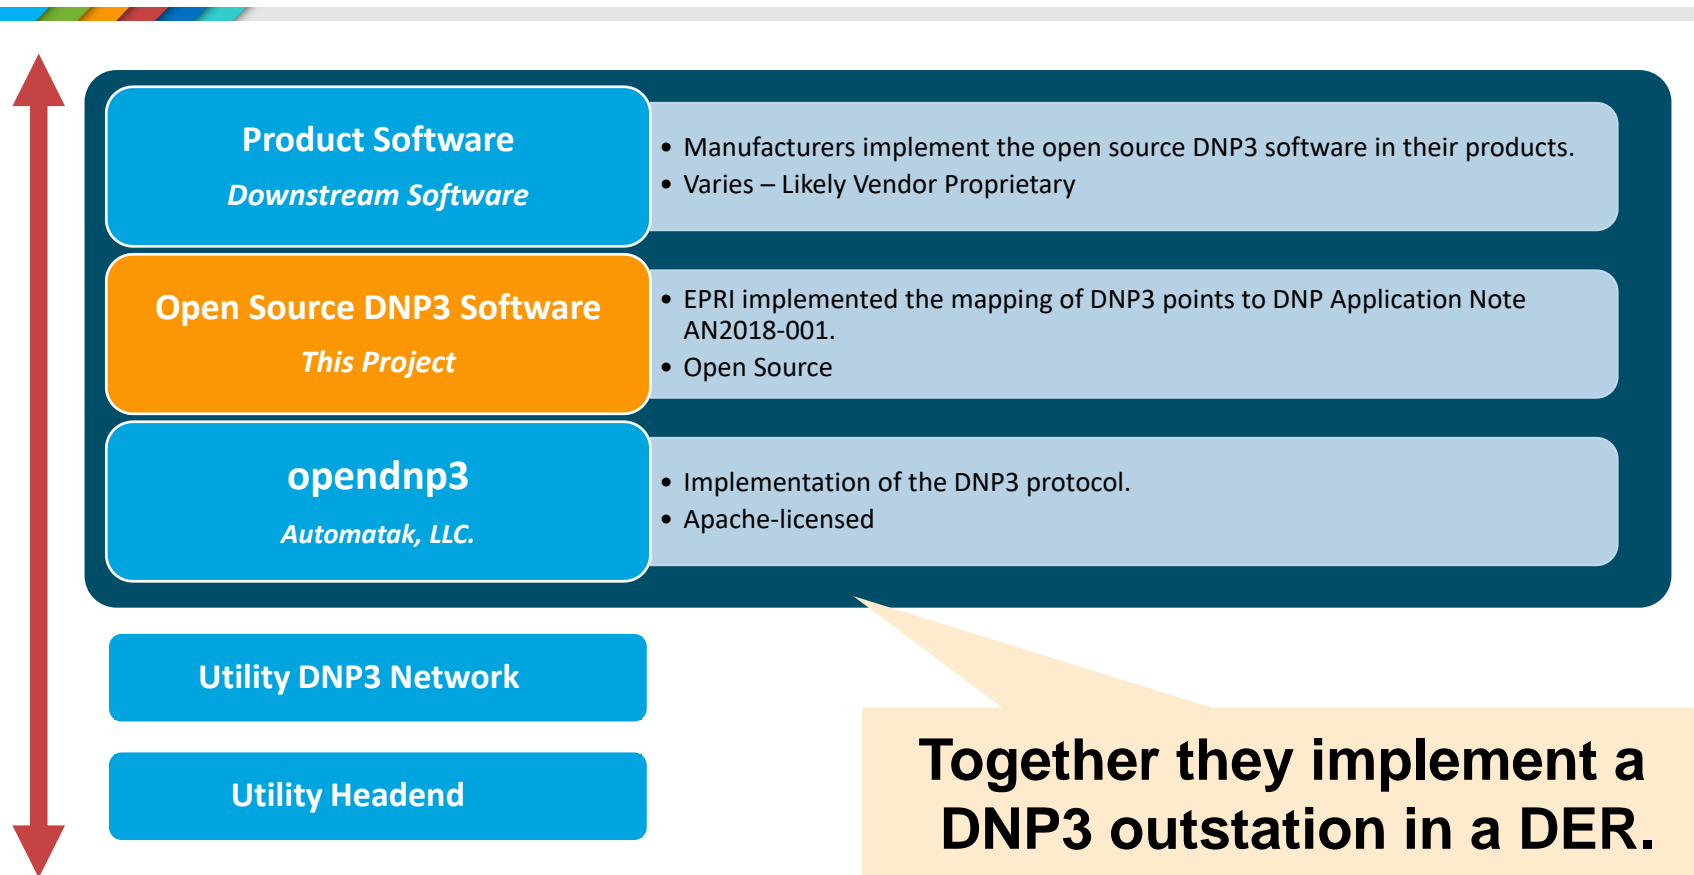 Product Software
Downstream Software
• Manufacturers implement the open source DNP3 software in their products.
• Varies – Likely Vendor Proprietary
Open Source DNP3 Software
This Project
• EPRI implemented the mapping of DNP3 points to DNP Application Note
AN2018-001.
• Open Source
opendnp3
Automatak, LLC.
• Implementation of the DNP3 protocol.
• Apache-licensed
Utility DNP3 Network
Utility Headend
Together they implement a
DNP3 outstation in a DER.